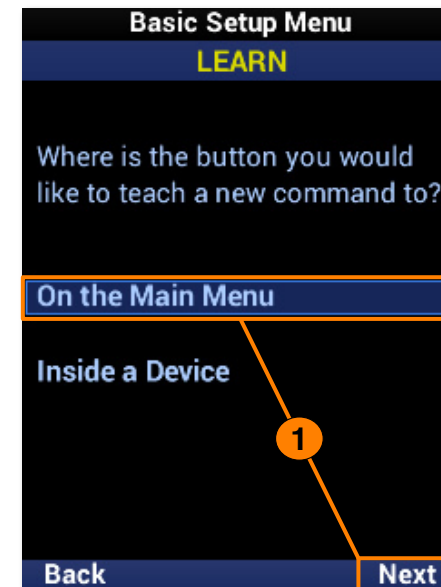 Basic Setup Menu
LEARN
Where is the button you would
like to teach a new command to?
On the Main Menu
Inside a Device
1
Back Next